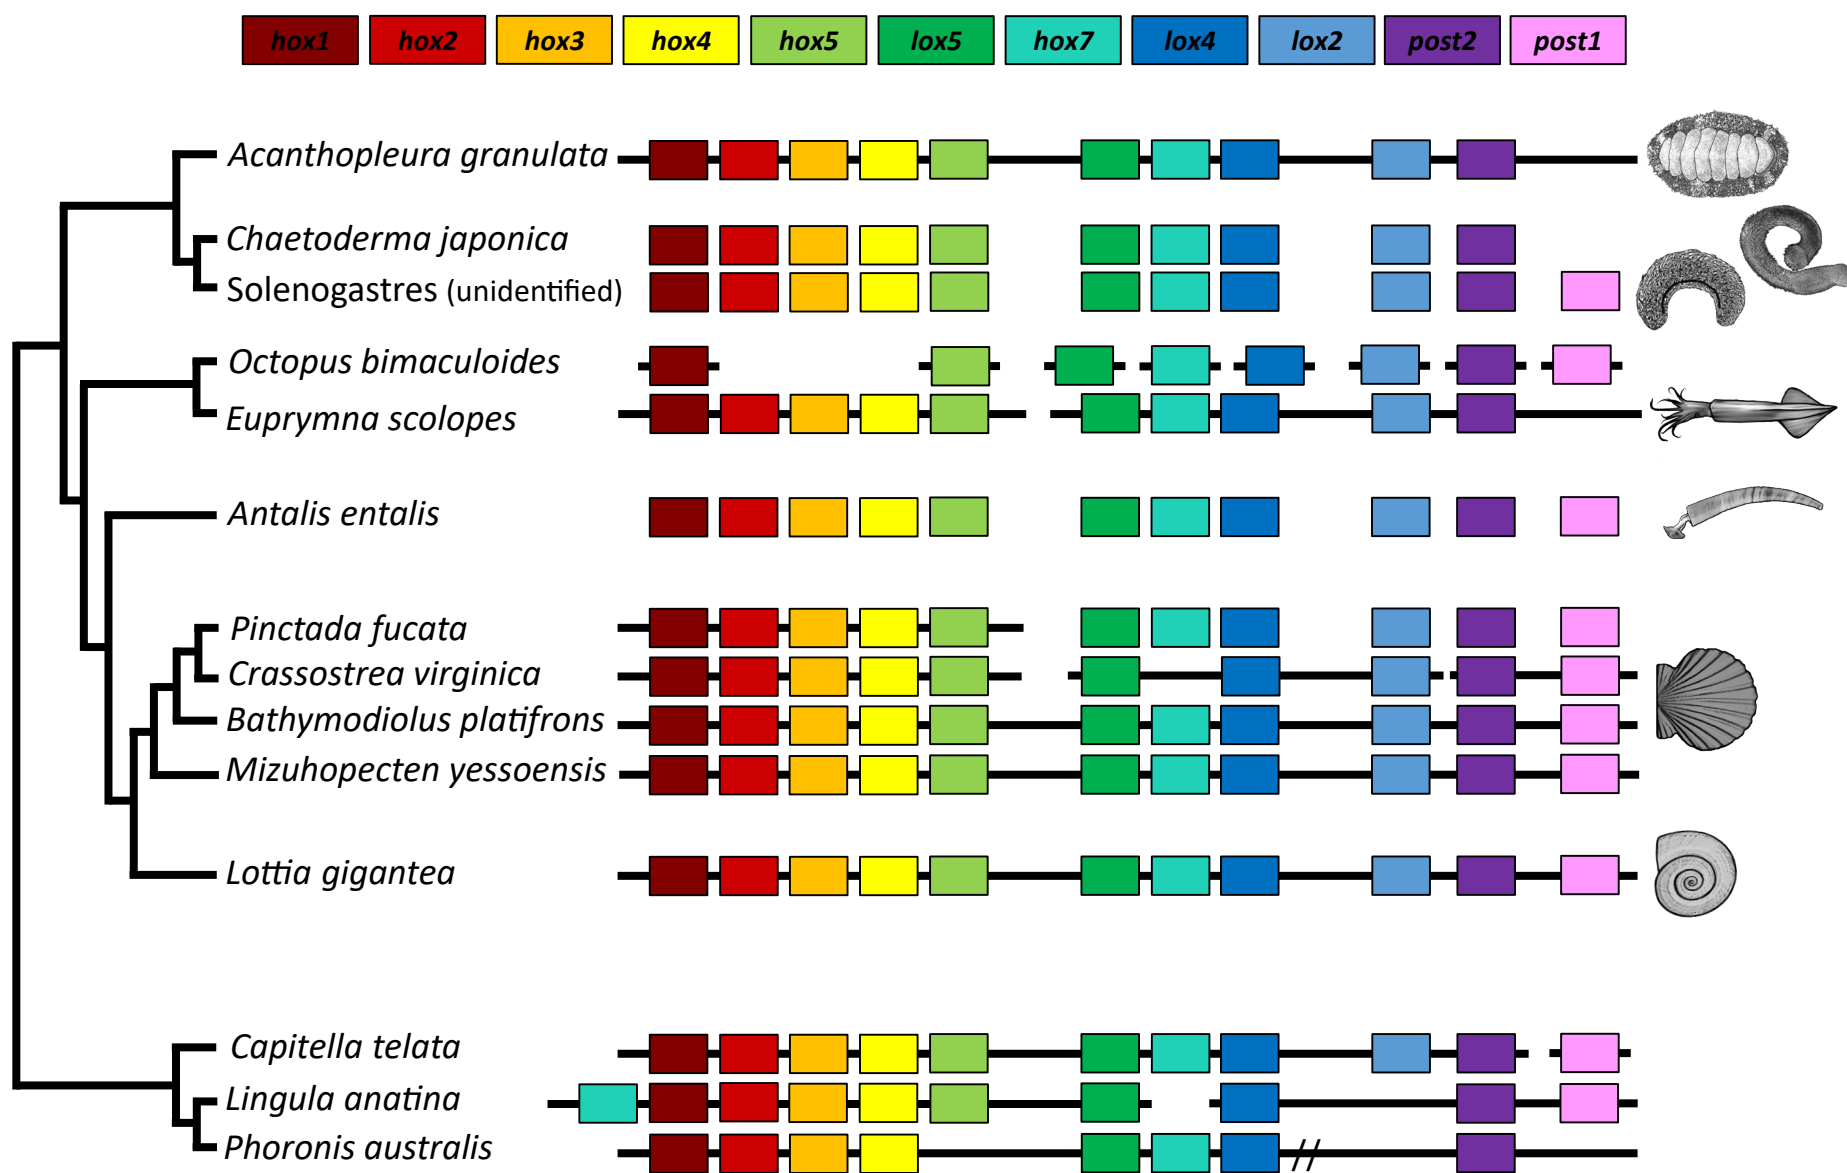 hox1 hox2 hox3 hox4 hox5 lox5 hox7 lox4 lox2 post2 post1
Acanthopleura granulata
Chaetoderma japonica
Solenogastres (unidentified)
Octopus bimaculoides
Euprymna scolopes
Antalis entalis
Pinctada fucata
Crassostrea virginica
Bathymodiolus platifrons
Mizuhopecten yessoensis
Lottia gigantea
Capitella telata
Lingula anatina
Phoronis australis
//